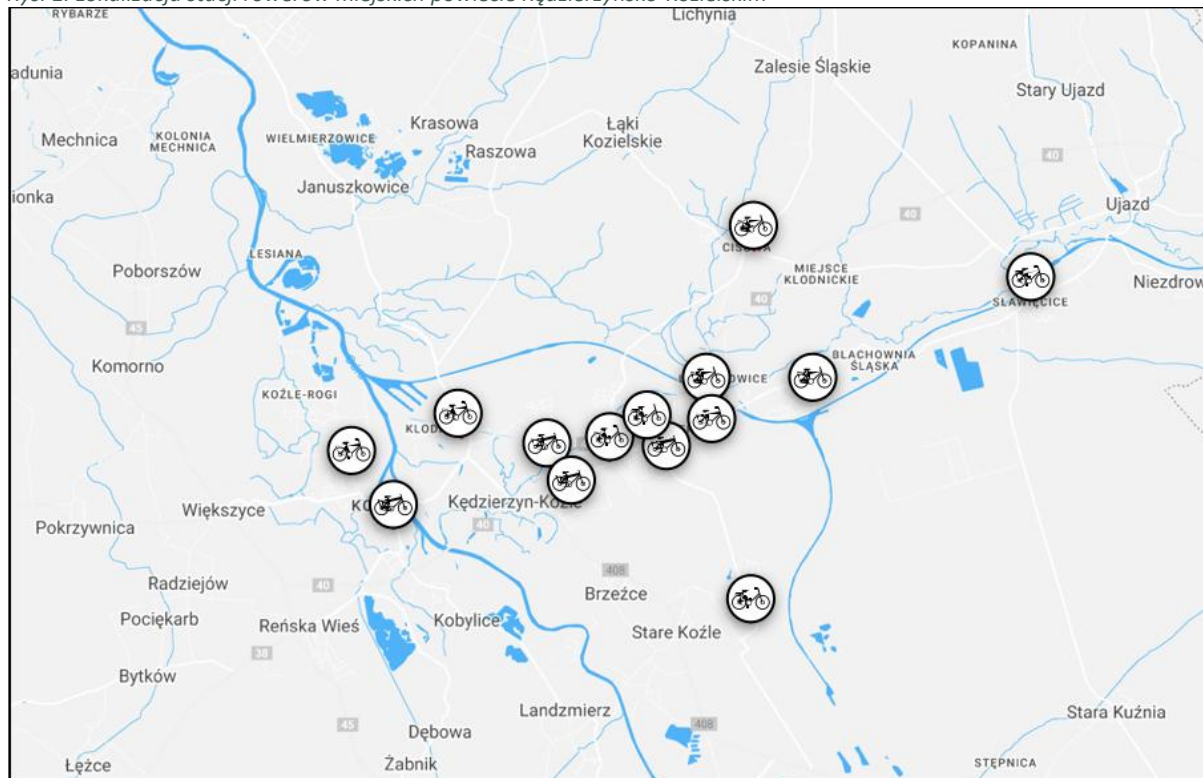 RYBARZE
Lichynia
KOPANINA
adunia
Zalesie Śląskie
Stary Ujazd
Mechnica
KOLONIA
MECHNICA
WIELMIERZOWICE
Krasowa
Łąki
Kozielskie
Raszowa
40
Januszkowice
ionka
Ujazd
40
LESIANA
Poborszów
MIEJSCE
KŁODNICKIE
Niezdrow
40
SŁAWIĘCICE
45
Komorno
BLACHOWNIA
ŚLĄSKA
KOŹLE-ROGI
Większyce
Kędzierzyn-Koźle
Pokrzywnica
40
Radziejów
408
40
Brzeźce
Pociękarb
Reńska Wieś
Kobylice
Stare Koźle
38
Bytków
Landzmierz
Stara Kuźnia
45
408
Dębowa
Łężce
Żabnik
STĘPNICA